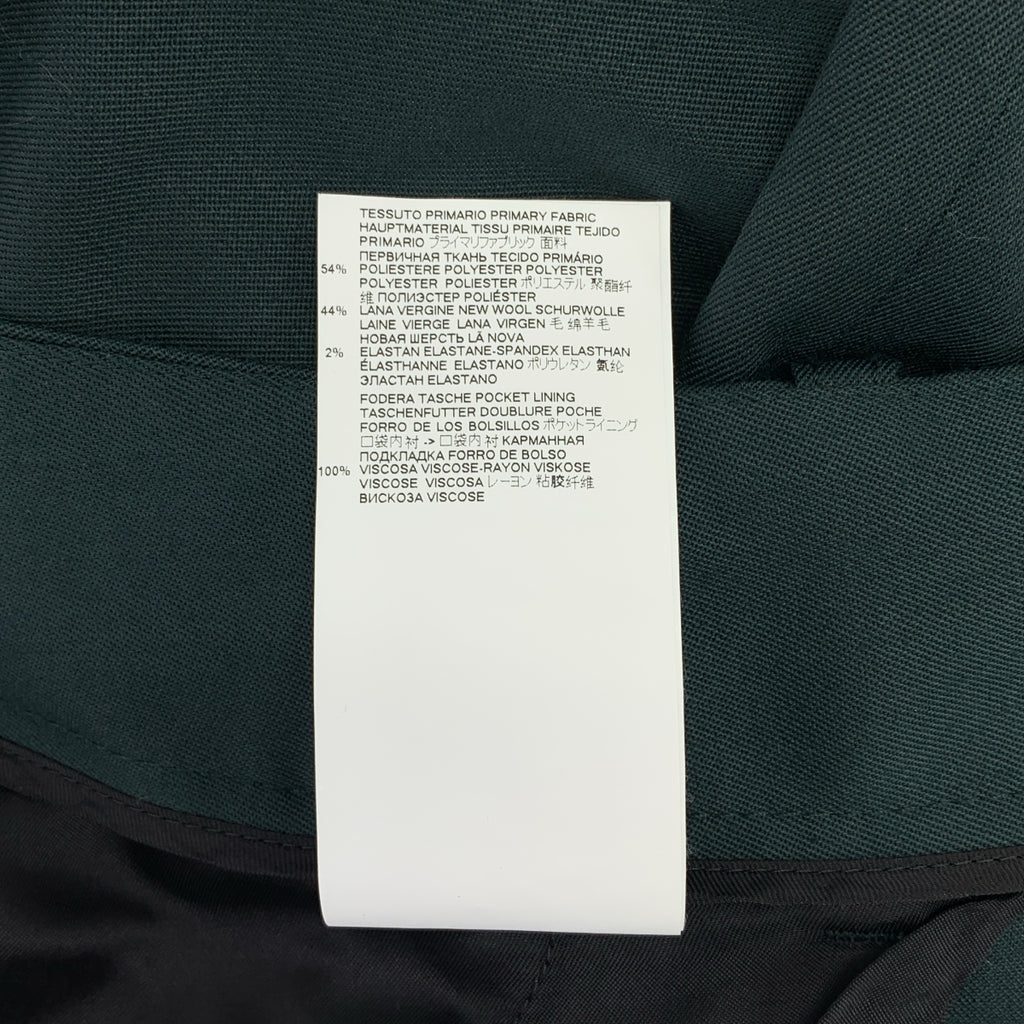 TESSUTO PRIMARIO PRIMARY FABRIC
HAUPTMATERIAL TISSU PRIMAIRE TEJIDO
PRIMARIO プライマリファブリック 面料
ПЕРВИЧНАЯ ТКАНЬ TECIDO PRIMÁRIO
54% POLIESTERE POLYESTER POLYESTER
POLYESTER POLIESTER ポリエステル 聚酯纤
维 ПОЛИЭСТЕР POLIÉSTER
44% LANA VERGINE NEW WOOL SCHURWOLLE
LAINE VIERGE LANA VIRGEN 毛 绵羊毛
НОВАЯ ШЕРСТЬ LÃ NOVA
2% ELASTAN ELASTANE-SPANDEX ELASTHAN
ÉLASTHANNE ELASTANO ポリウレタン 氨纶
ЭЛАСТАН ELASTANO
FODERA TASCHE POCKET LINING
TASCHENFUTTER DOUBLURE POCHE
FORRO DE LOS BOLSILLOS ポケットライニング
口袋内衬 -> 口袋内衬 КАРМАННАЯ
ПОДКЛАДКА FORRO DE BOLSO
100% VISCOSA VISCOSE-RAYON VISKOSE
VISCOSE VISCOSA レーヨン 粘胶纤维
ВИСКОЗА VISCOSE